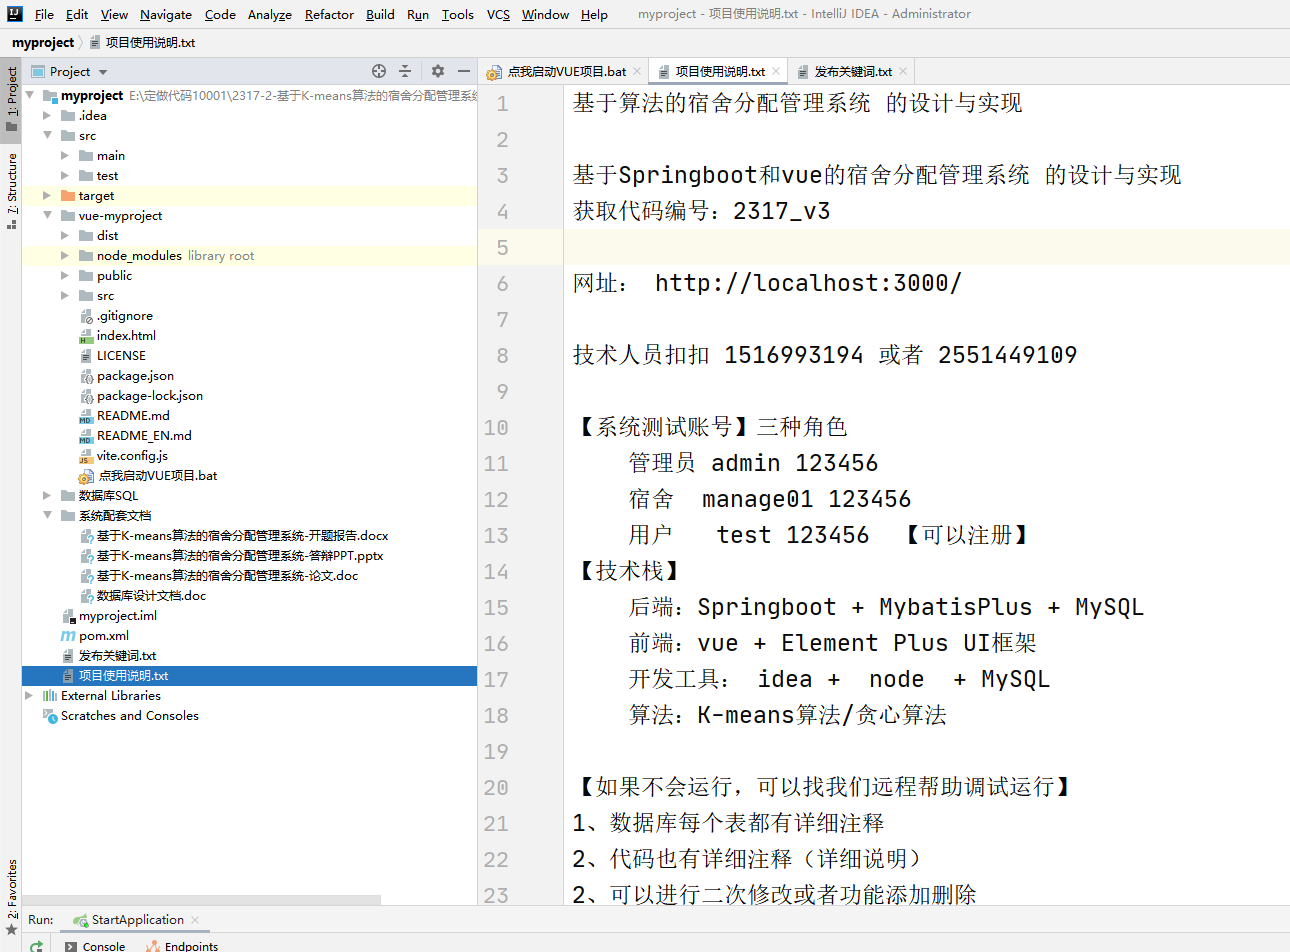 File Edit View Navigate Code Analyze Refactor Build Run Tools VCS Window Help myproject - 项目使用说明.txt - IntelliJ IDEA - Administrator
myproject 项目使用说明.txt
1: Project
7: Structure
2: Favorites
Project
myproject E:\定做代码10001\2317-2-基于K-means算法的宿舍分配管理系
.idea
src
main
test
target
vue-myproject
dist
node_modules library root
public
src
.gitignore
index.html
LICENSE
package.json
package-lock.json
README.md
README_EN.md
vite.config.js
点我启动VUE项目.bat
数据库SQL
系统配套文档
基于K-means算法的宿舍分配管理系统-开题报告.docx
基于K-means算法的宿舍分配管理系统-答辩PPT.pptx
基于K-means算法的宿舍分配管理系统-论文.doc
数据库设计文档.doc
myproject.iml
pom.xml
发布关键词.txt
项目使用说明.txt
External Libraries
Scratches and Consoles
点我启动VUE项目.bat 项目使用说明.txt 发布关键词.txt
1 基于算法的宿舍分配管理系统 的设计与实现
2
3 基于Springboot和vue的宿舍分配管理系统 的设计与实现
4 获取代码编号：2317_v3
5
6 网址： http://localhost:3000/
7
8 技术人员扣扣 1516993194 或者 2551449109
9
10 【系统测试账号】三种角色
11 管理员 admin 123456
12 宿舍 manage01 123456
13 用户 test 123456 【可以注册】
14 【技术栈】
15 后端：Springboot + MybatisPlus + MySQL
16 前端：vue + Element Plus UI框架
17 开发工具： idea + node + MySQL
18 算法：K-means算法/贪心算法
19
20 【如果不会运行，可以找我们远程帮助调试运行】
21 1、数据库每个表都有详细注释
22 2、代码也有详细注释（详细说明）
23 2、可以进行二次修改或者功能添加删除
Run: StartApplication
Console Endpoints